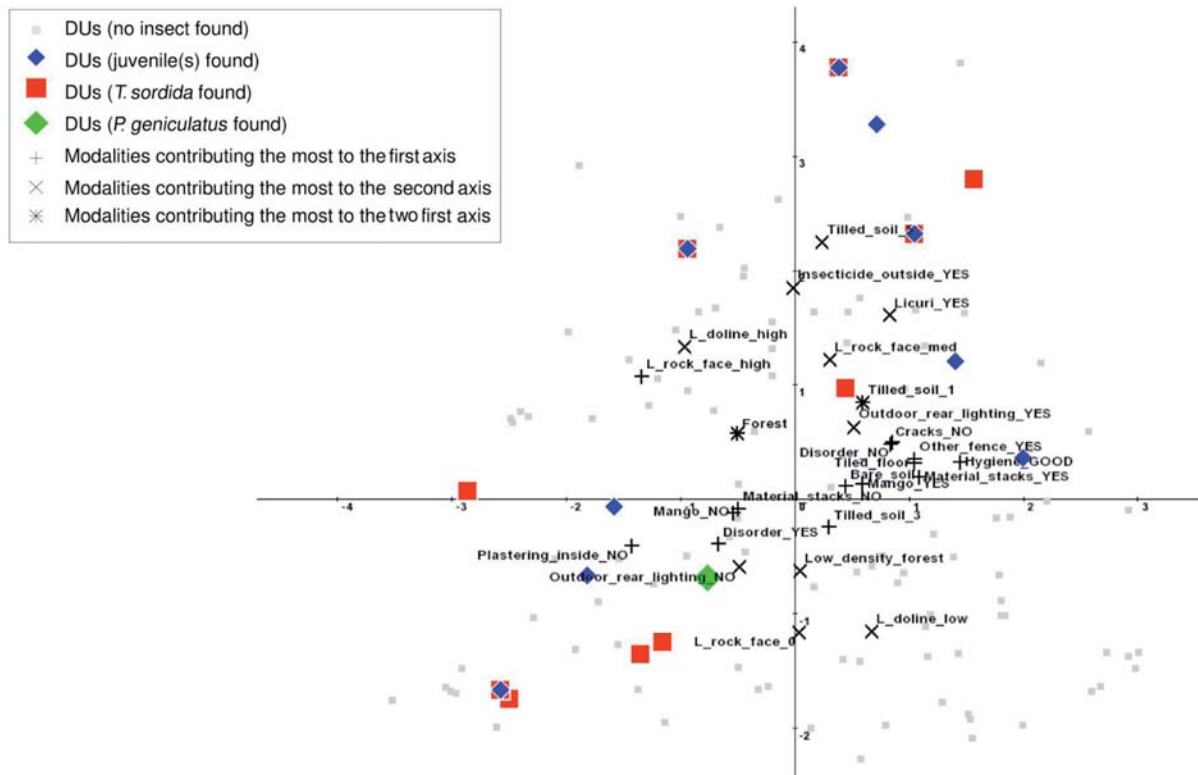 DUs (no insect found)
DUs (juvenile(s) found)
DUs (T. sordida found)
DUs (P. geniculatus found)
Modalities contributing the most to the first axis
Modalities contributing the most to the second axis
Modalities contributing the most to the two first axis
4
3
Tilled_soil_
Insecticide_outside_YES
Licuri_YES
L_doline_high
L_rock_face_med
L_rock_face_high
1
Tilled_soil_1
Outdoor_rear_lighting_YES
Forest
Cracks_NO
Disorder_NO
Other_fence_YES
Tiled_floor
Hygiene_GOOD
Bare_soil
Material_stacks_YES
Mango_YES
Material_stacks_NO
-4
-3
-2
-1
0
1
2
3
Mango_NO
Tilled_soil_3
Disorder_YES
Plastering_inside_NO
Low_density_forest
Outdoor_rear_lighting_NO
-1
L_doline_low
L_rock_face_0
-2